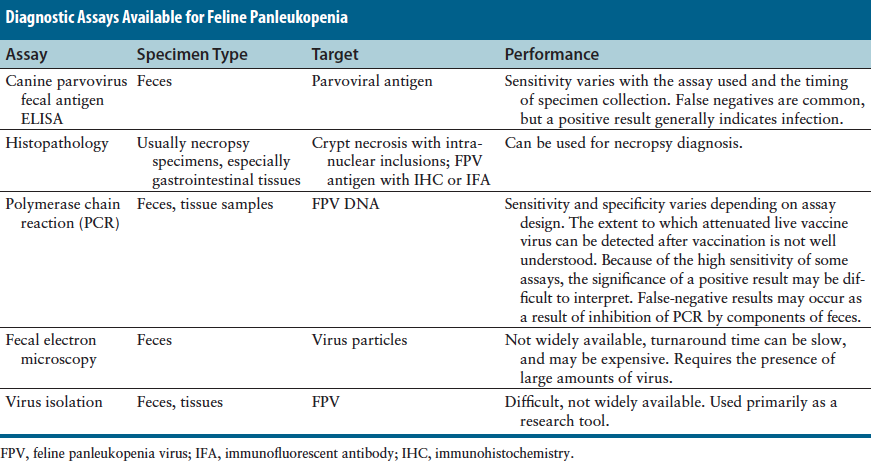 Diagnostic Assays Available for Feline Panleukopenia
Assay Specimen Type Target Performance
Canine parvovirus
fecal antigen
ELISA
Feces
Parvoviral antigen
Sensitivity varies with the assay used and the timing
of specimen collection. False negatives are common,
but a positive result generally indicates infection.
Histopathology
Usually necropsy
specimens, especially
gastrointestinal tissues
Crypt necrosis with intra-
nuclear inclusions; FPV
antigen with IHC or IFA
Can be used for necropsy diagnosis.
Polymerase chain
reaction (PCR)
Feces, tissue samples
FPV DNA
Sensitivity and specificity varies depending on assay
design. The extent to which attenuated live vaccine
virus can be detected after vaccination is not well
understood. Because of the high sensitivity of some
assays, the significance of a positive result may be dif-
ficult to interpret. False-negative results may occur as
a result of inhibition of PCR by components of feces.
Fecal electron
microscopy
Feces
Virus particles
Not widely available, turnaround time can be slow,
and may be expensive. Requires the presence of
large amounts of virus.
Virus isolation
Feces, tissues
FPV
Difficult, not widely available. Used primarily as a
research tool.
FPV, feline panleukopenia virus; IFA, immunofluorescent antibody; IHC, immunohistochemistry.